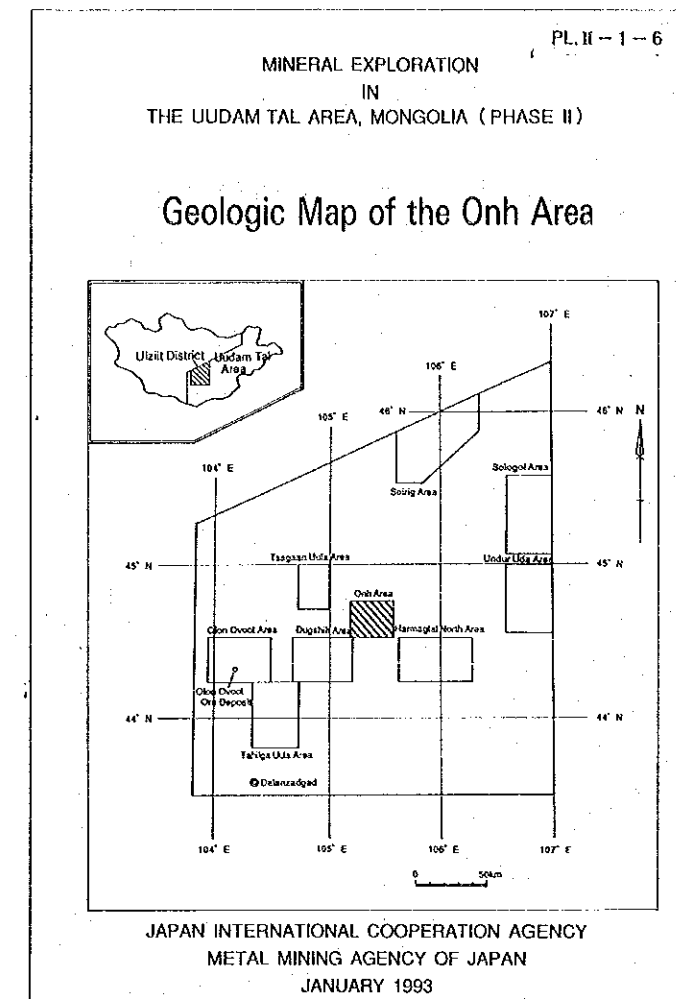 PL. II - 1 - 6
MINERAL EXPLORATION
IN
THE UUDAM TAL AREA, MONGOLIA ( PHASE II )
Geologic Map of the Onh Area
Ulziit District
Uudam Tal
Area
107° E
106° E
105° E
46° N
46° N
N
104° E
Soirig Area
Sologoi Area
45° N
Tsagaan Uula Area
Undur Uda Area
45° N
Onh Area
Olon Ovoot Area
Dugshih Area
Harmagtai North Area
Olon Ovoot
Ore Deposit
44° N
44° N
Tahilga Uula Area
Dalanzadgad
104° E
105° E
106° E
107° E
0
50km
JAPAN INTERNATIONAL COOPERATION AGENCY
METAL MINING AGENCY OF JAPAN
JANUARY 1993